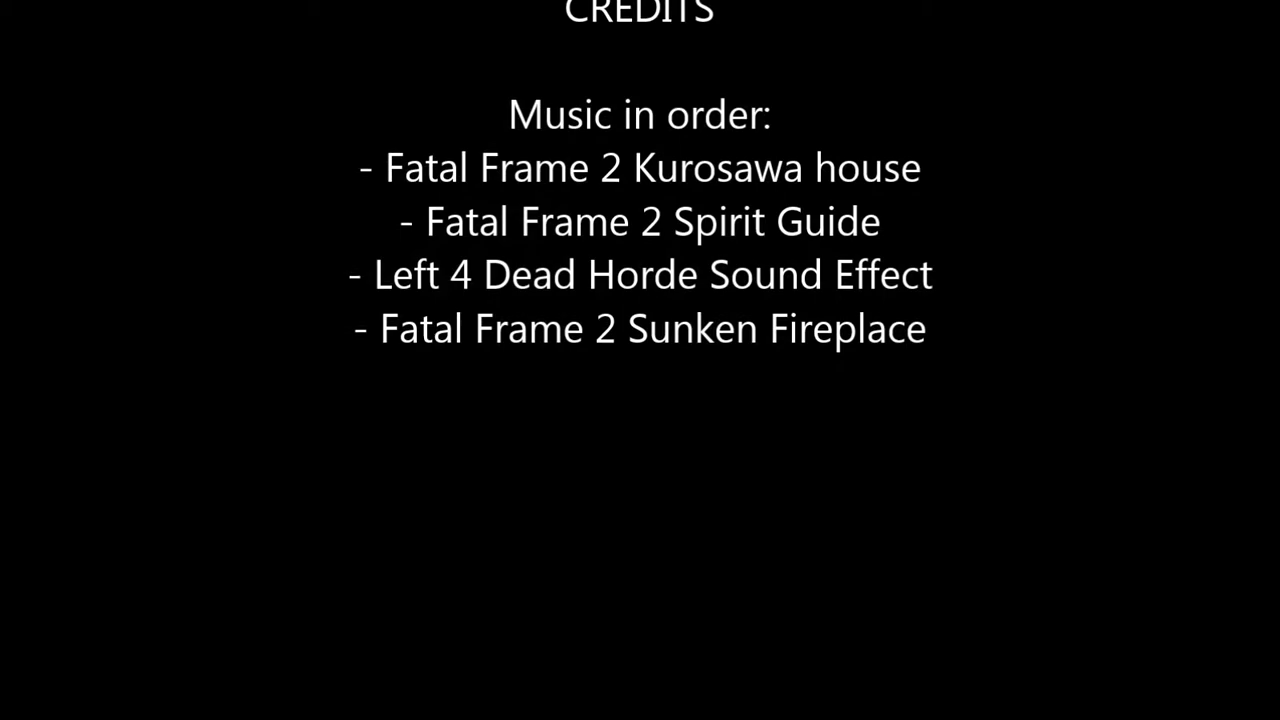 CREDITS
Music in order:
- Fatal Frame 2 Kurosawa house
- Fatal Frame 2 Spirit Guide
- Left 4 Dead Horde Sound Effect
- Fatal Frame 2 Sunken Fireplace